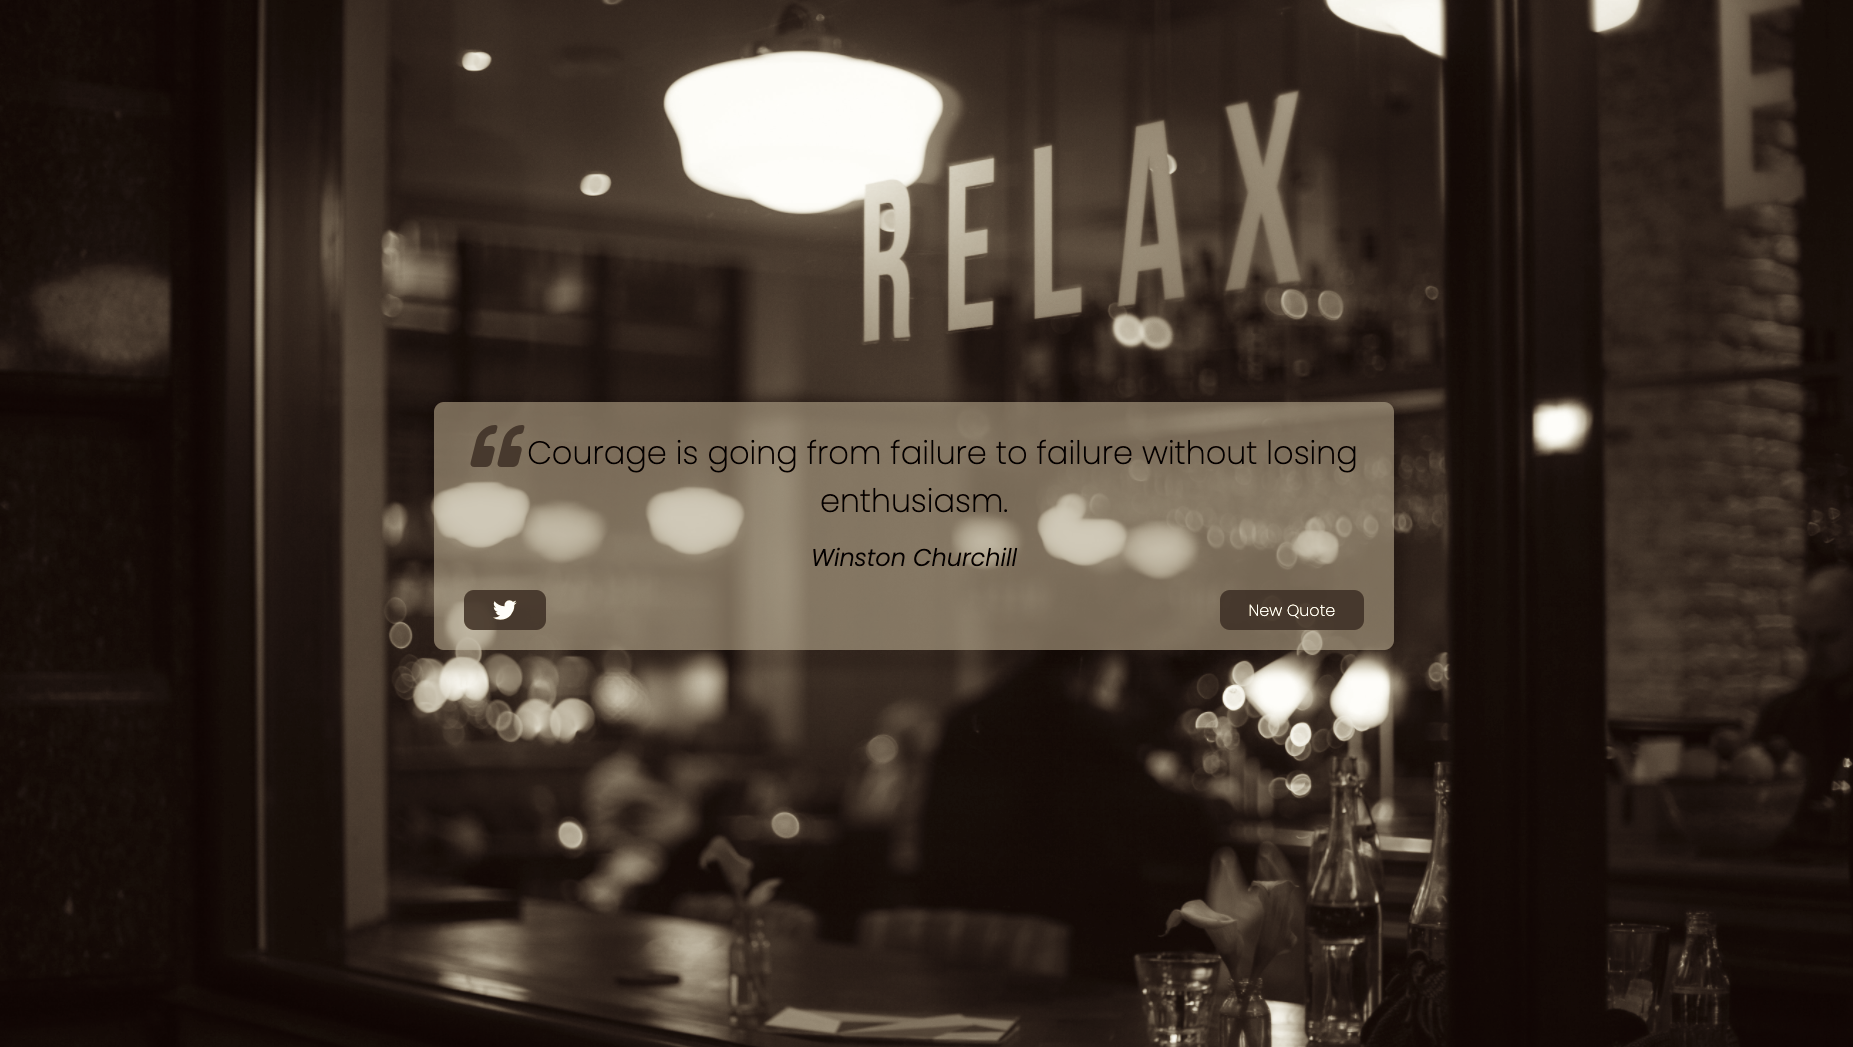 RELAX
E
Courage is going from failure to failure without losing
enthusiasm.
Winston Churchill
New Quote